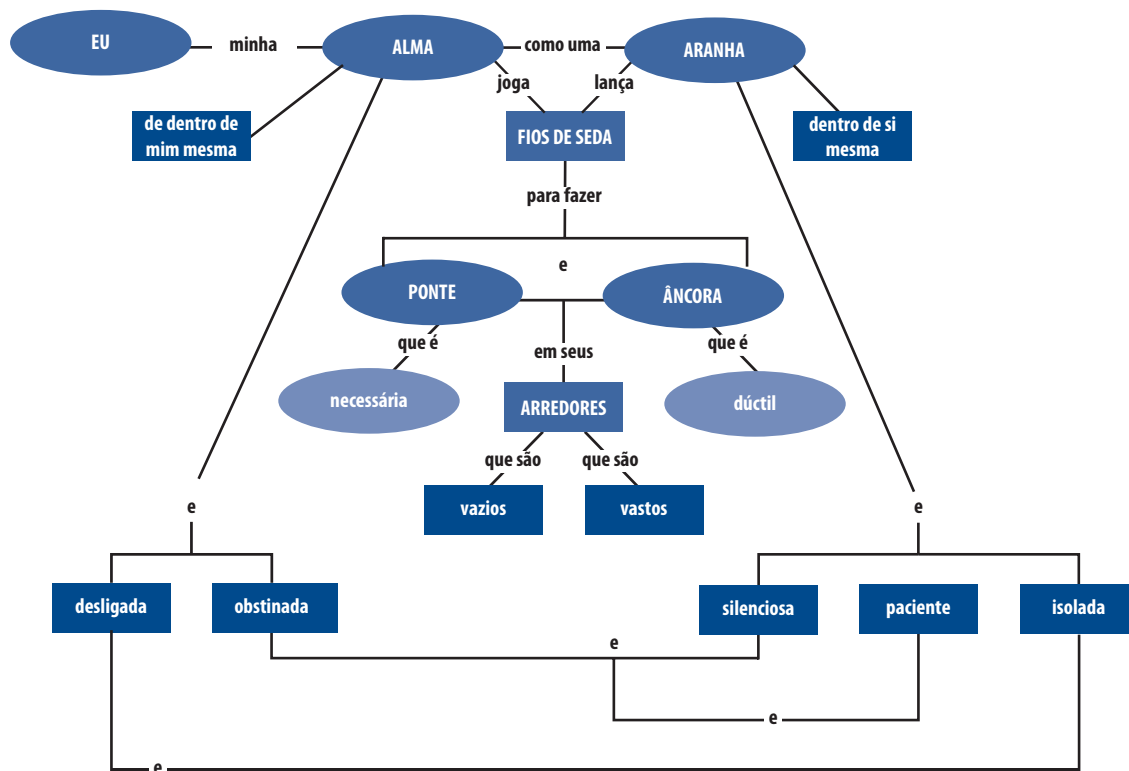 EU
minha
ALMA
como uma
ARANHA
joga
lança
de dentro de
mim mesma
FIOS DE SEDA
dentro de si
mesma
para fazer
e
PONTE
ÂNCORA
que é
em seus
que é
necessária
ARREDORES
dúctil
que são
que são
vazios
vastos
e
e
desligada
obstinada
silenciosa
paciente
isolada
e
e
e